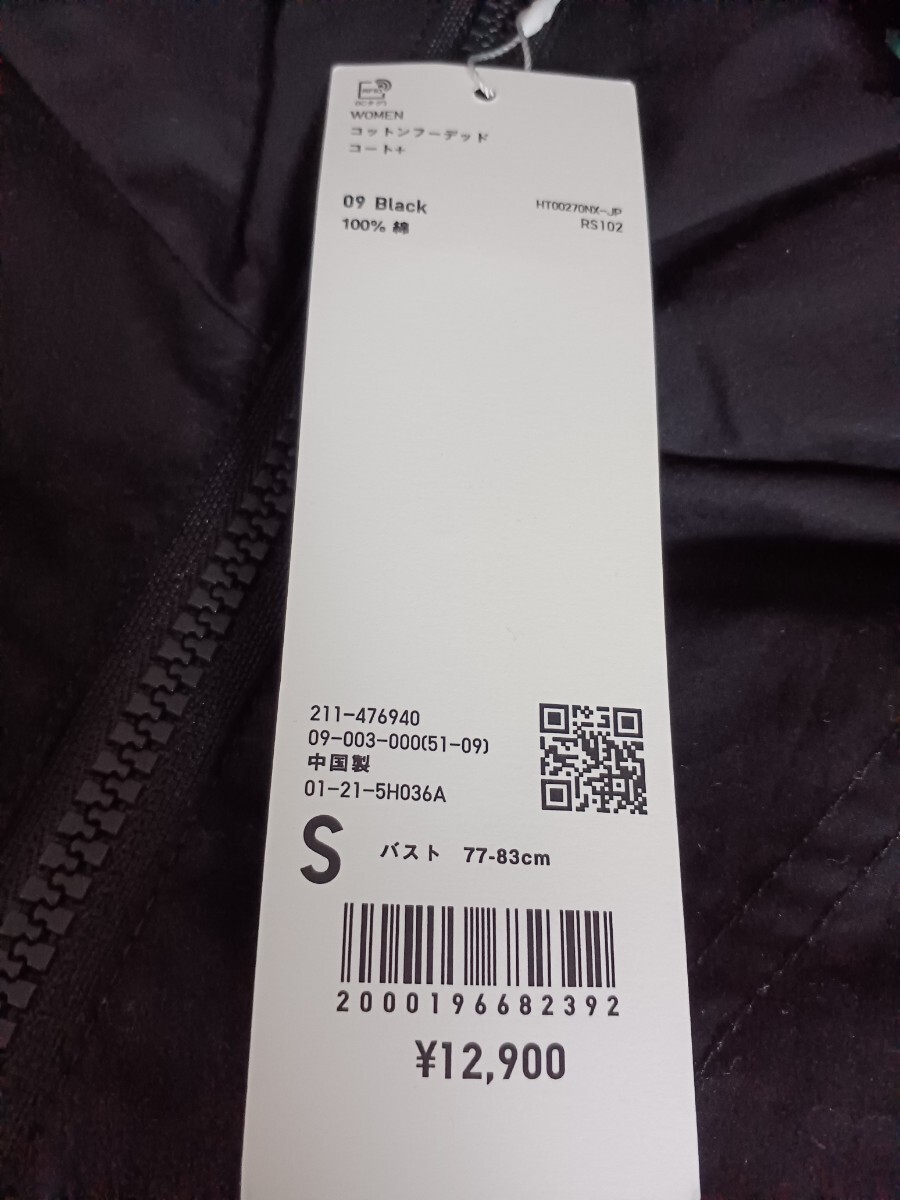 WOMEN
コットンフーデッド
コート+
09 Black
HT00270NX-JP
100% 綿
RS102
211-476940
09-003-000(51-09)
中国製
01-21-5H036A
S バスト 77-83cm
2000196682392
¥12,900